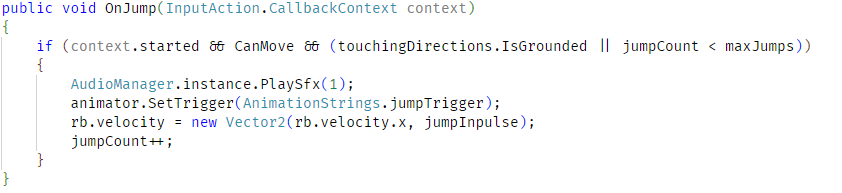 public void OnJump(InputAction.CallbackContext context)
{
    if (context.started && CanMove && (touchingDirections.IsGrounded || jumpCount < maxJumps))
    {
        AudioManager.instance.PlaySfx(1);
        animator.SetTrigger(AnimationStrings.jumpTrigger);
        rb.velocity = new Vector2(rb.velocity.x, jumpInpulse);
        jumpCount++;
    }
}